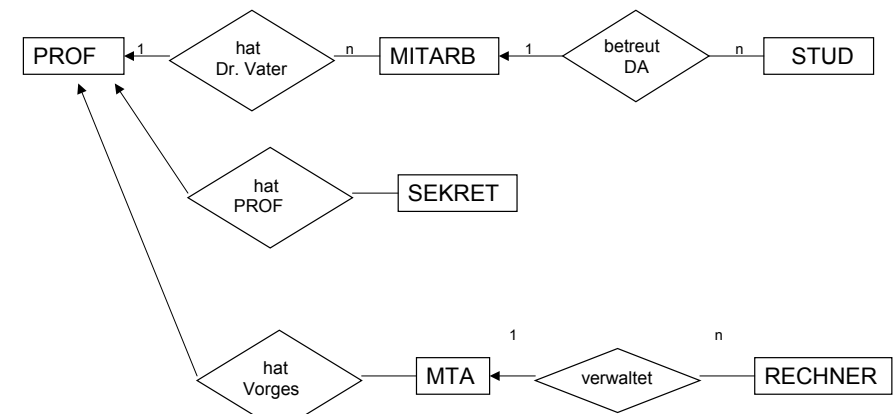 PROF
1
hat
Dr. Vater
n
MITARB
1
betreut
DA
n
STUD
hat
PROF
SEKRET
hat
Vorges
MTA
1
verwaltet
n
RECHNER